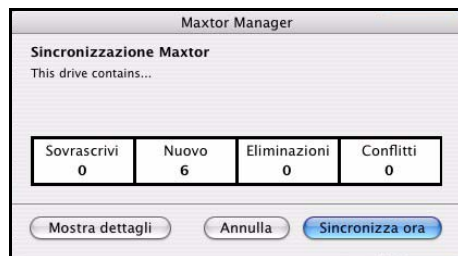 Maxtor Manager
Sincronizzazione Maxtor
This drive contains...
Sovrascrivi Nuovo Eliminazioni Conflitti
0 6 0 0
Mostra dettagli Annulla Sincronizza ora